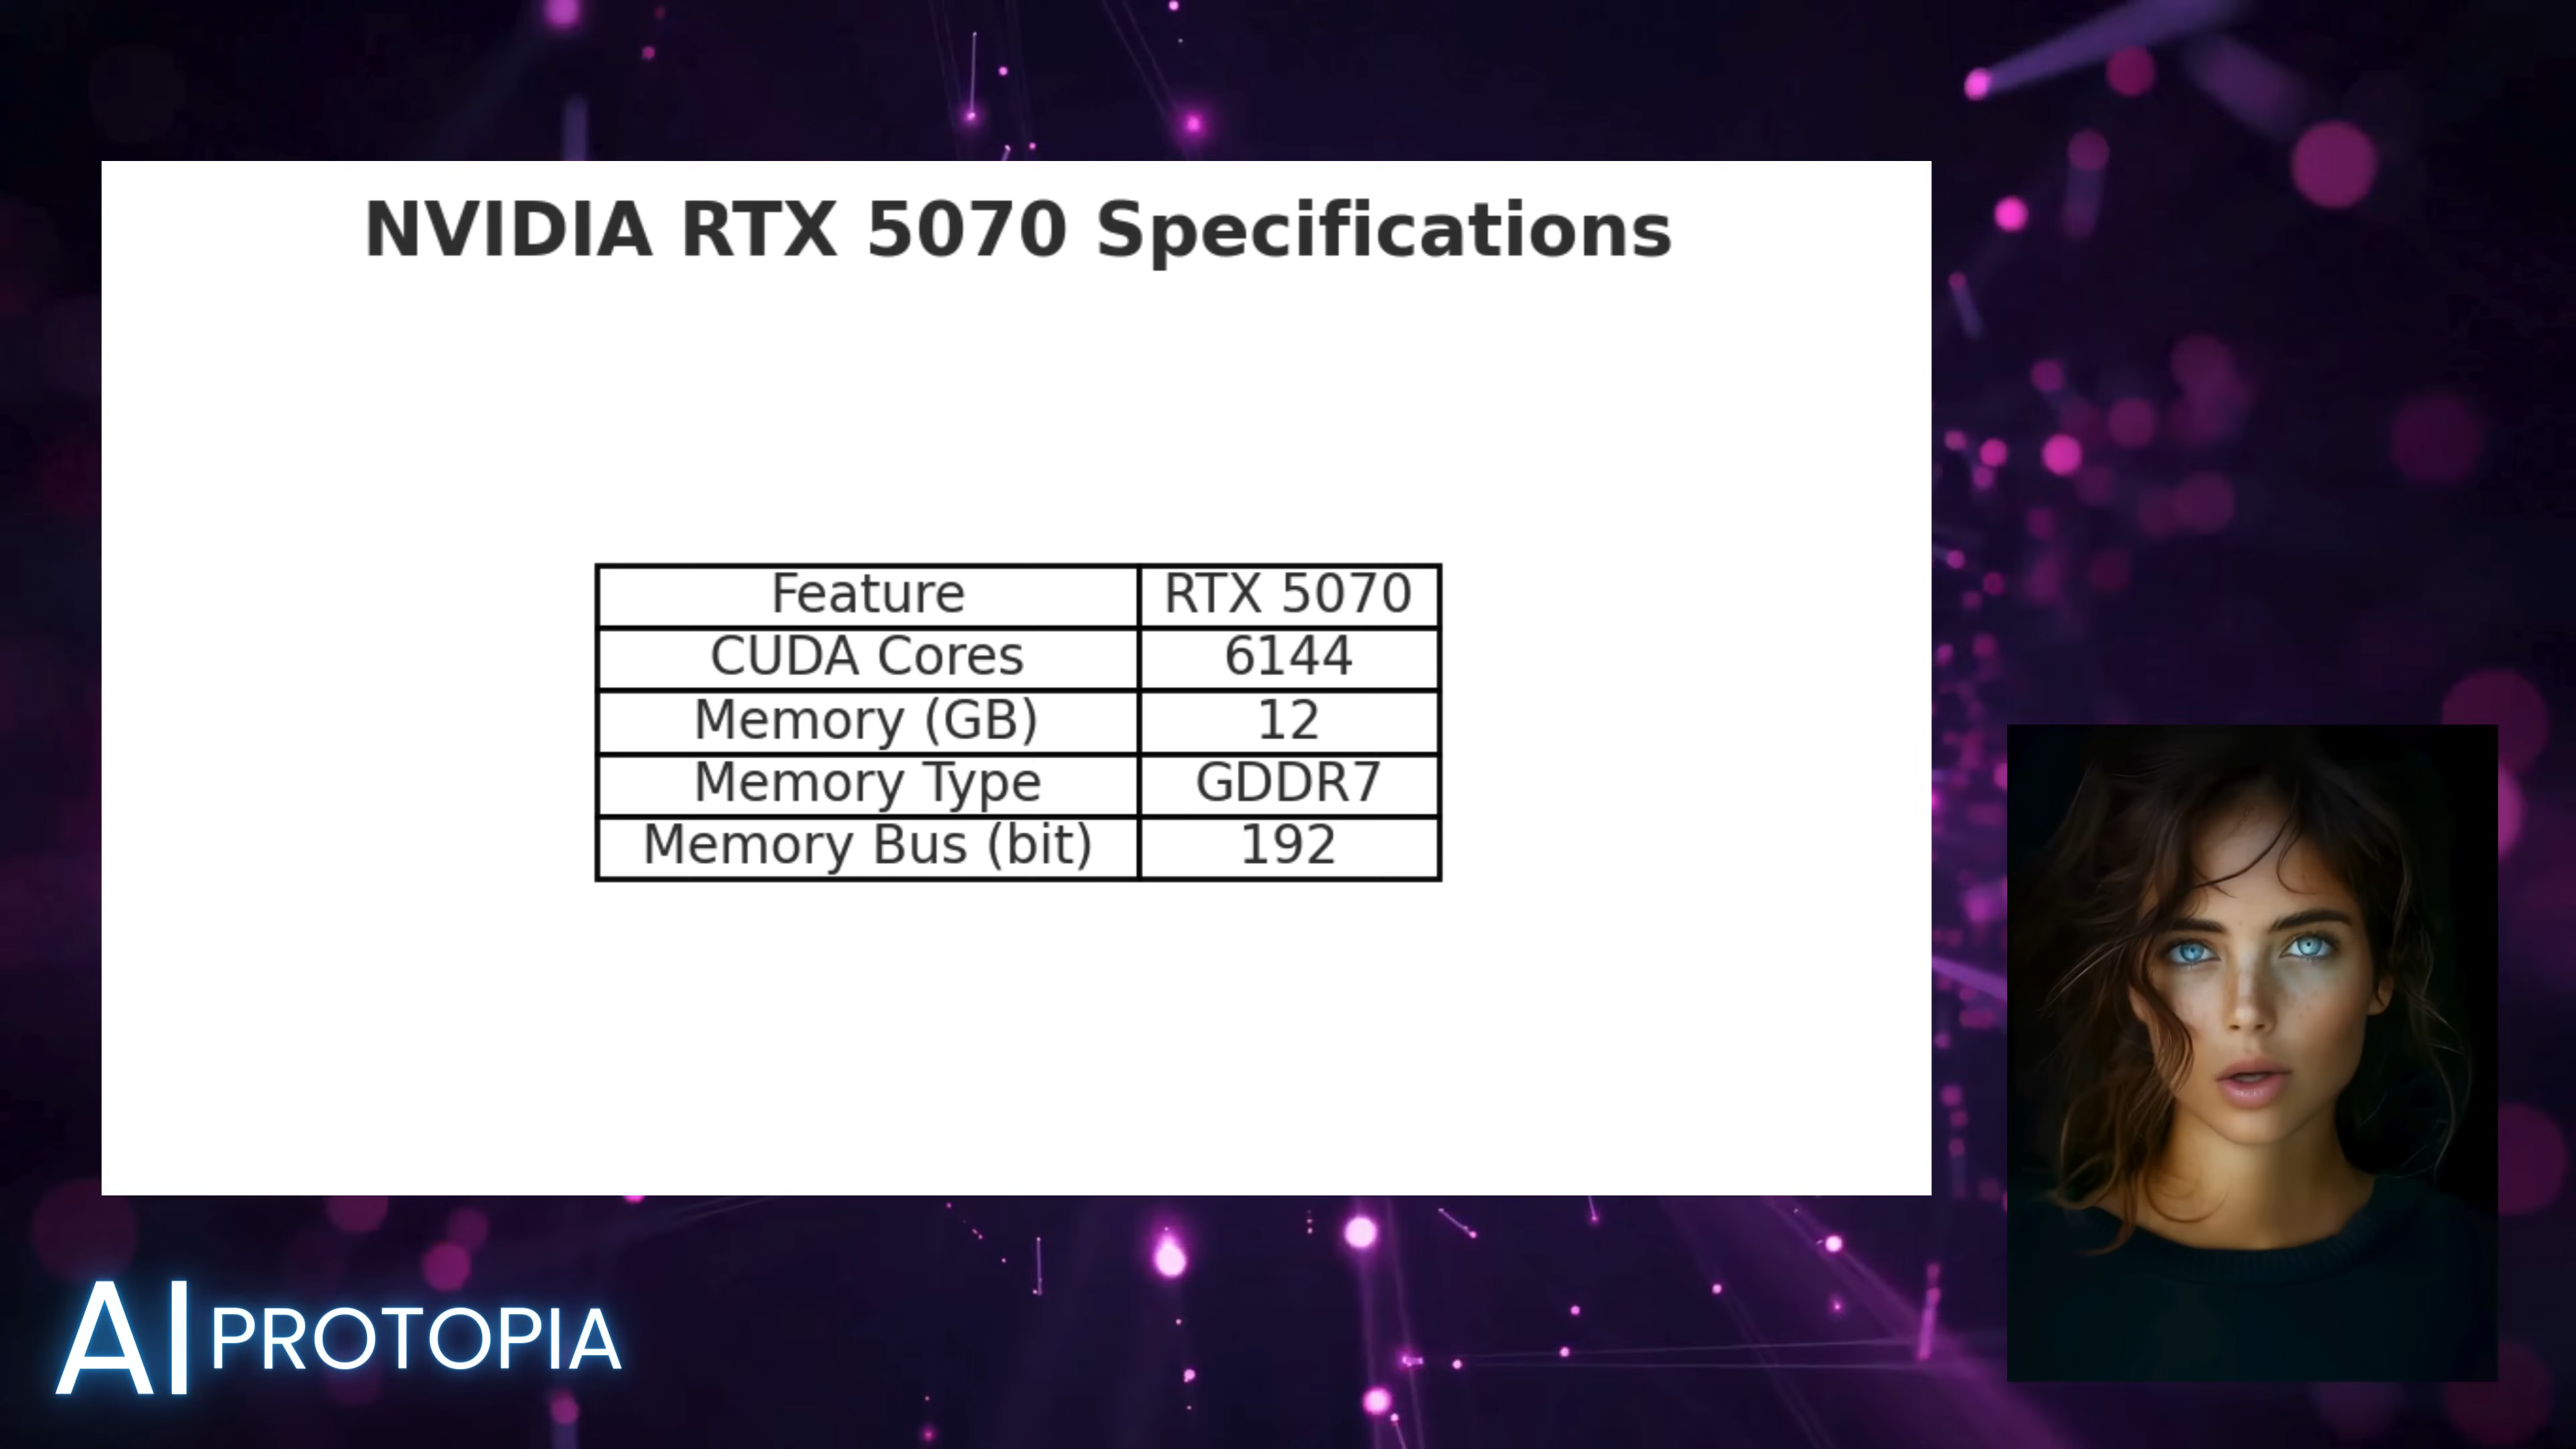 NVIDIA RTX 5070 Specifications
Feature RTX 5070
CUDA Cores 6144
Memory (GB) 12
Memory Type GDDR7
Memory Bus (bit) 192
AI PROTOPIA